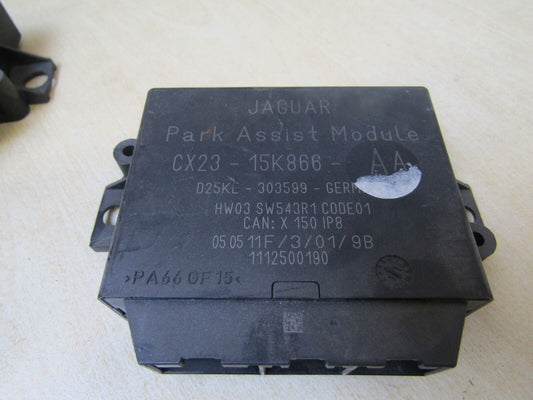 JAGUAR
Park Assist Module
CX23 - 15K866 - AA
D25KE - 303599 - GERM
HW03 SW543R1 CODE01
CAN: X 150 IP8
05 05 11F/3/01/9B
1112500190
>PA66 GF15<